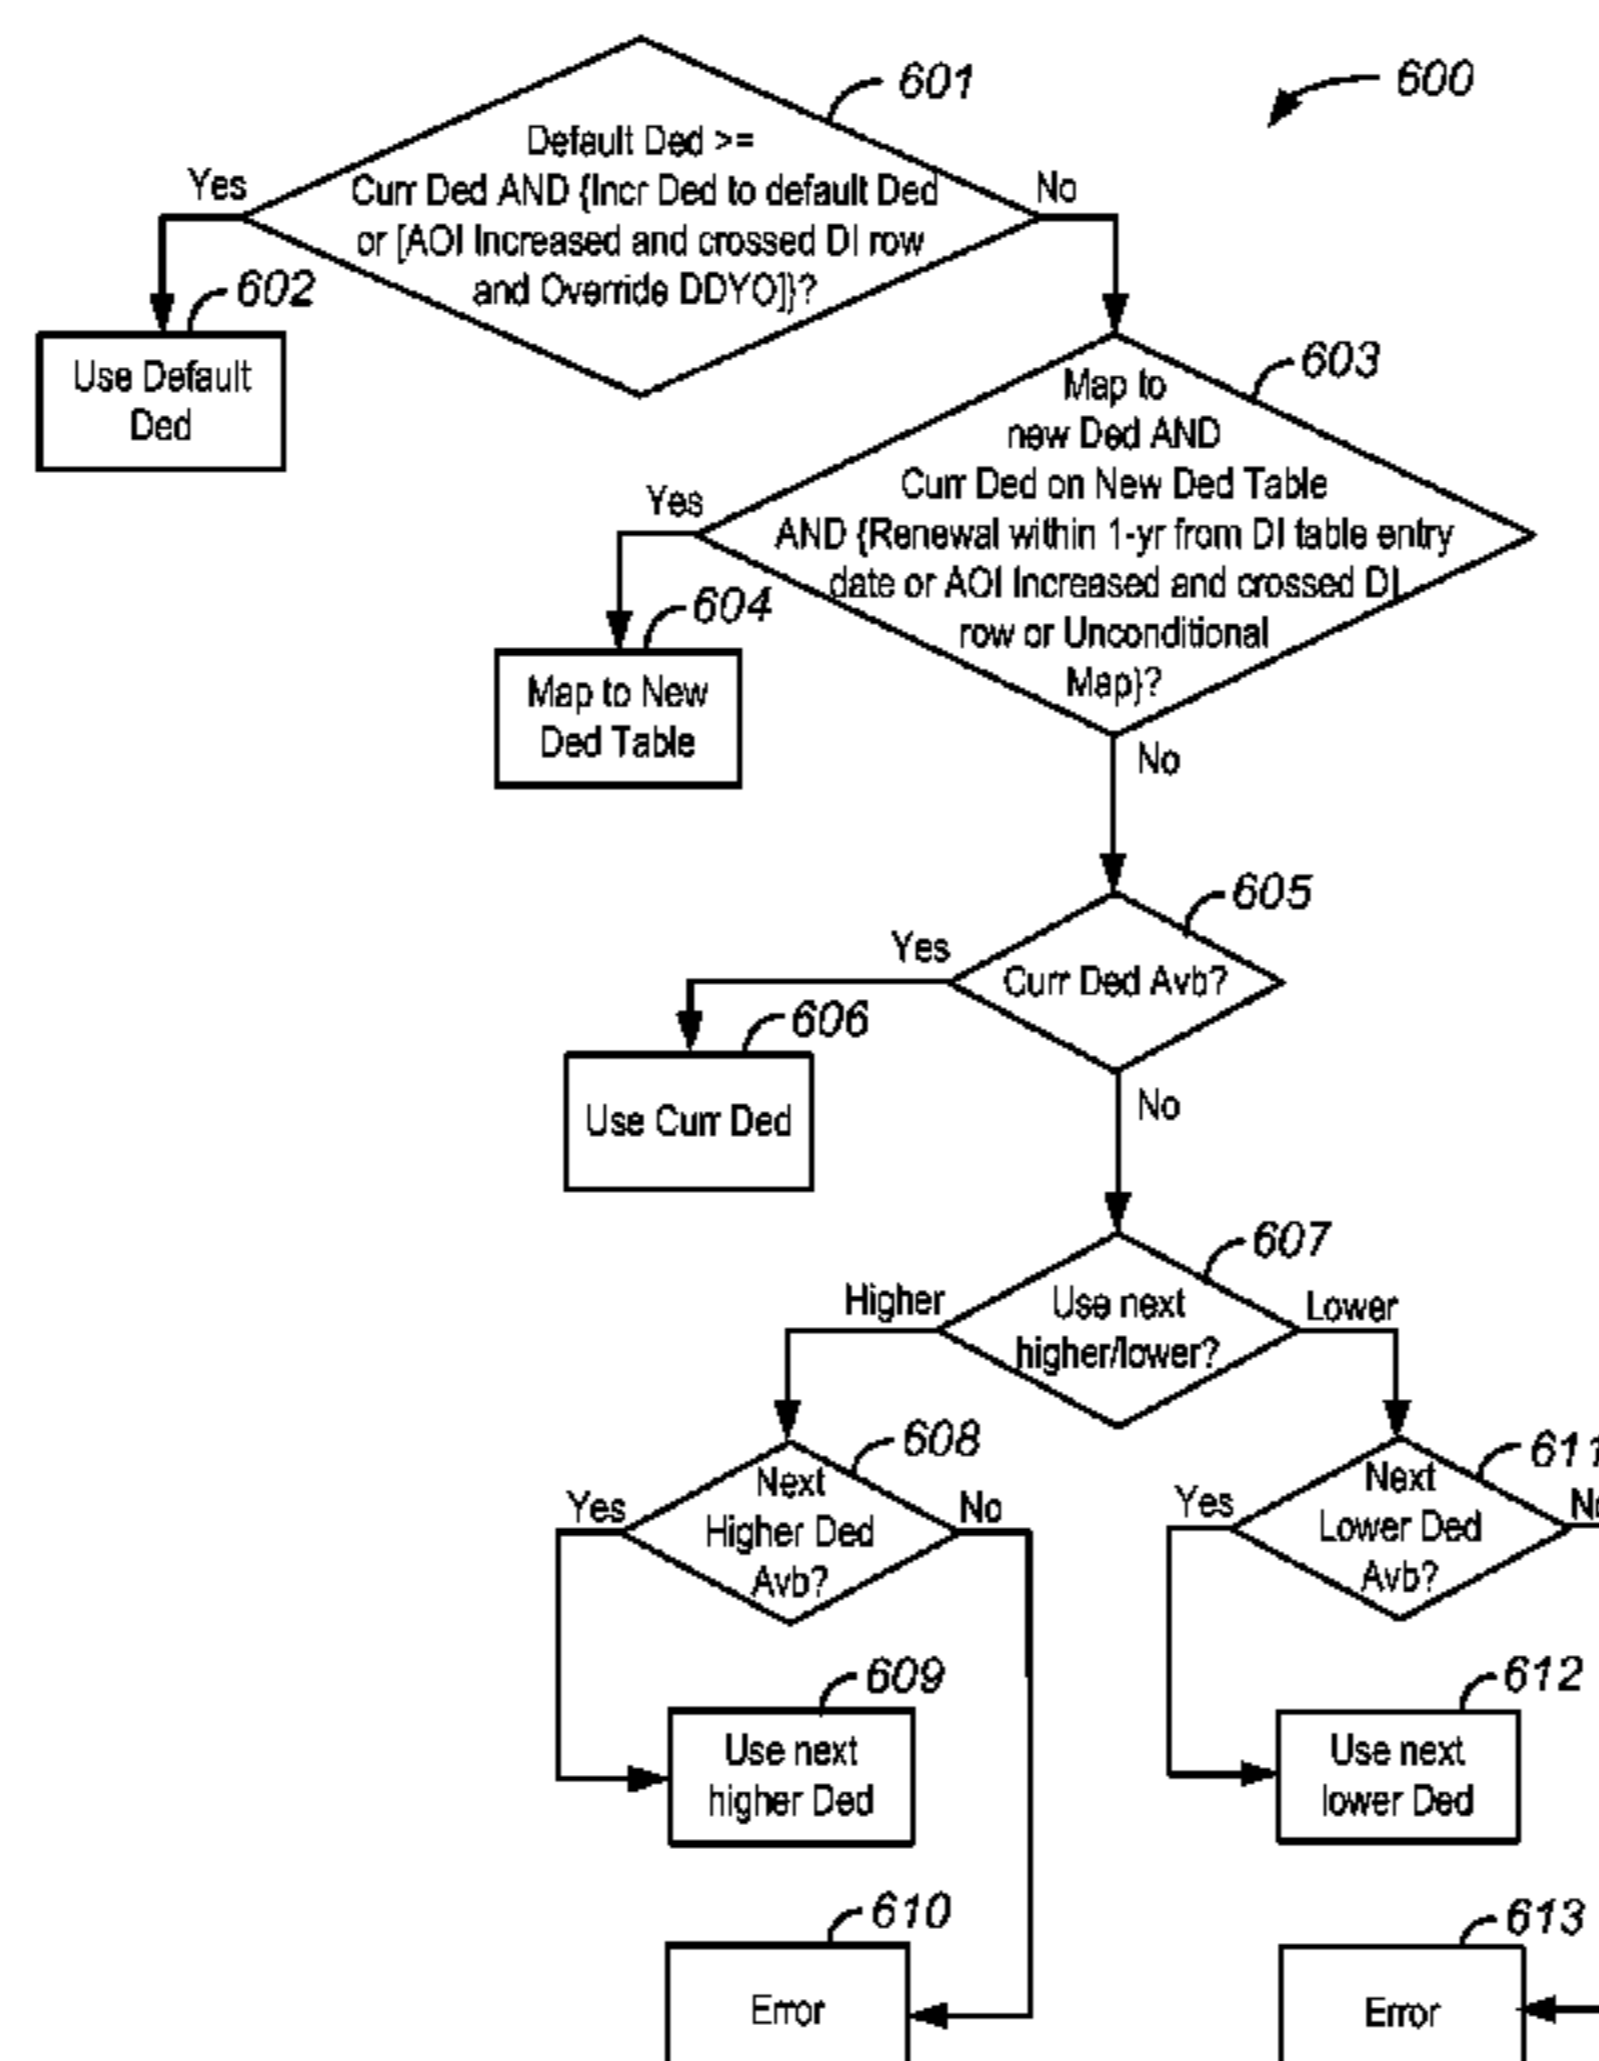 600
601
Default Ded >=
Curr Ded AND {Incr Ded to default Ded
or [AOI Increased and crossed DI row
and Override DDYO]}?
Yes
No
602
Use Default
Ded
603
Map to
new Ded AND
Curr Ded on New Ded Table
AND {Renewal within 1-yr from DI table entry
date or AOI Increased and crossed DI
row or Unconditional
Map}?
Yes
No
604
Map to New
Ded Table
605
Curr Ded Avb?
Yes
No
606
Use Curr Ded
607
Use next
higher/lower?
Higher
Lower
608
Next
Higher Ded
Avb?
Yes
No
611
Next
Lower Ded
Avb?
Yes
No
609
Use next
higher Ded
612
Use next
lower Ded
610
Error
613
Error